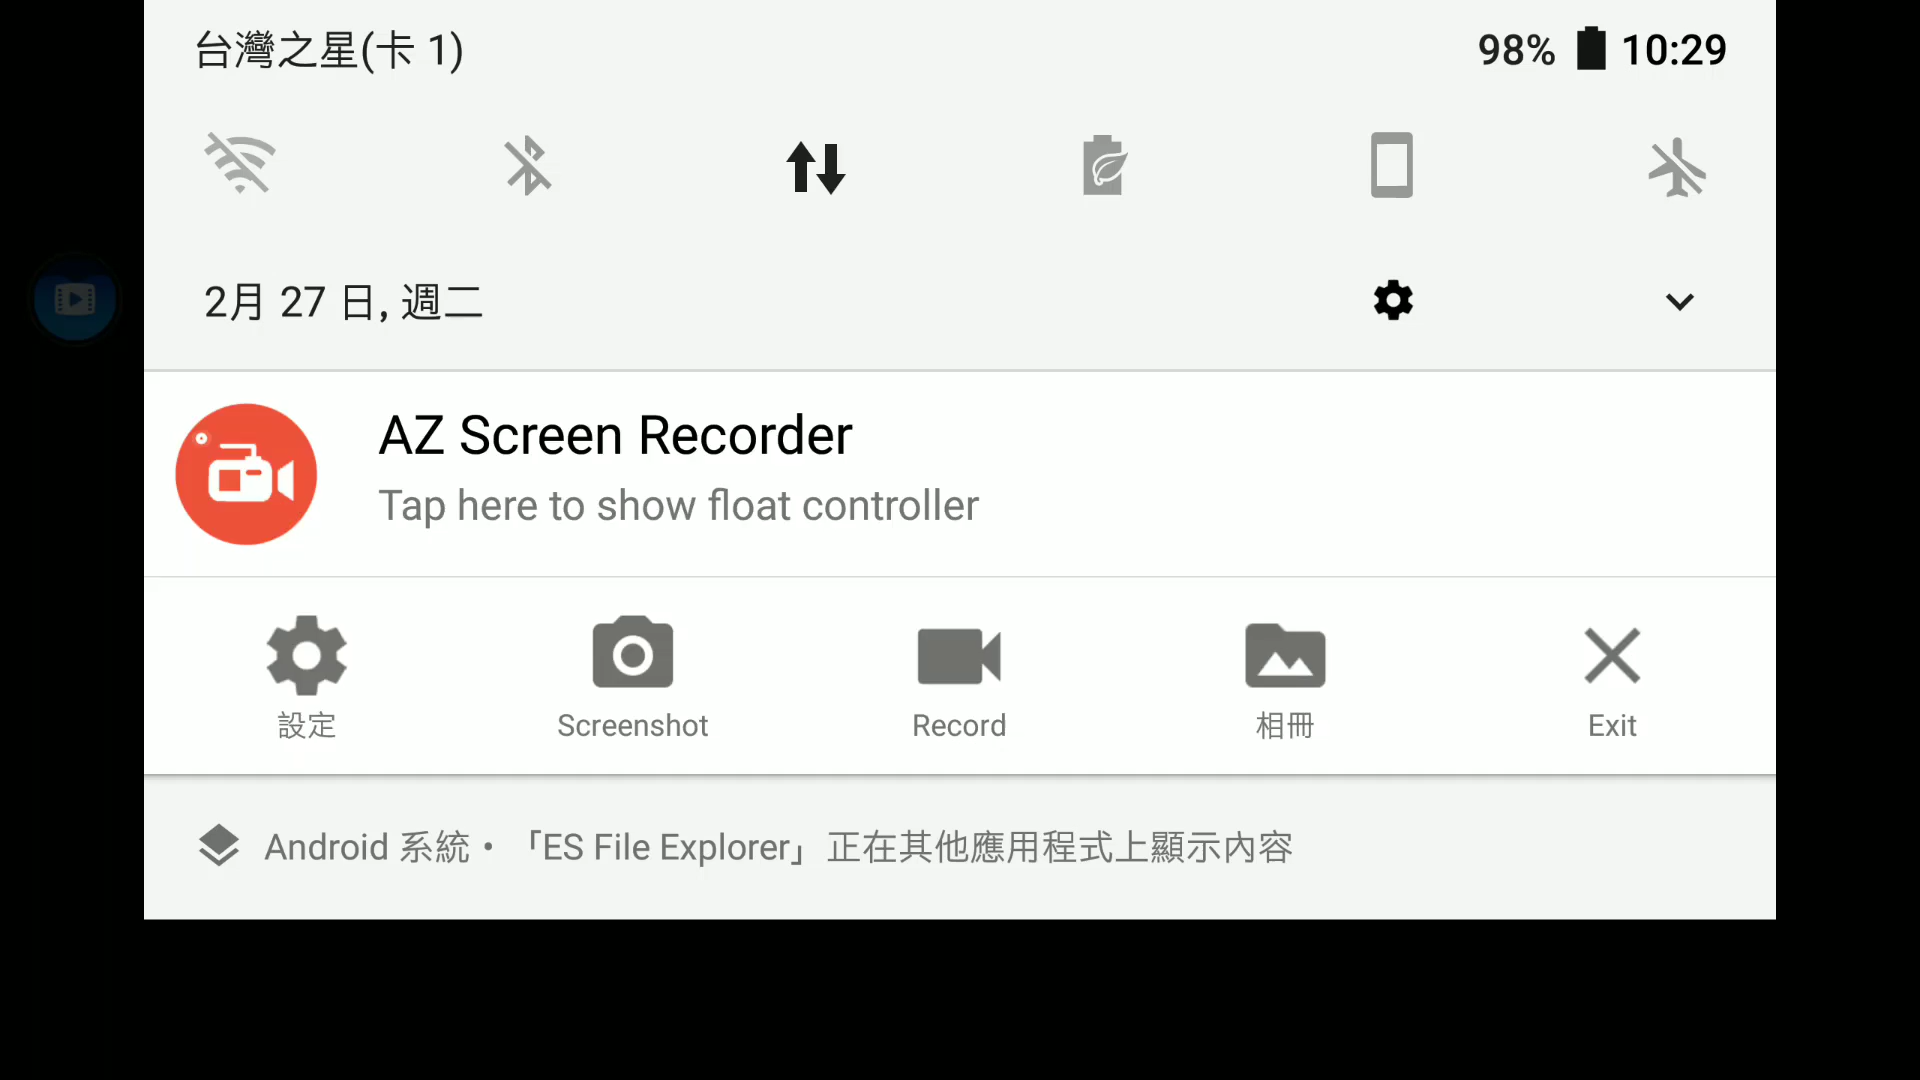 台灣之星(卡 1)
98% 10:29
2月 27 日, 週二
AZ Screen Recorder
Tap here to show float controller
設定
Screenshot
Record
相冊
Exit
Android 系統 • 「ES File Explorer」正在其他應用程式上顯示內容